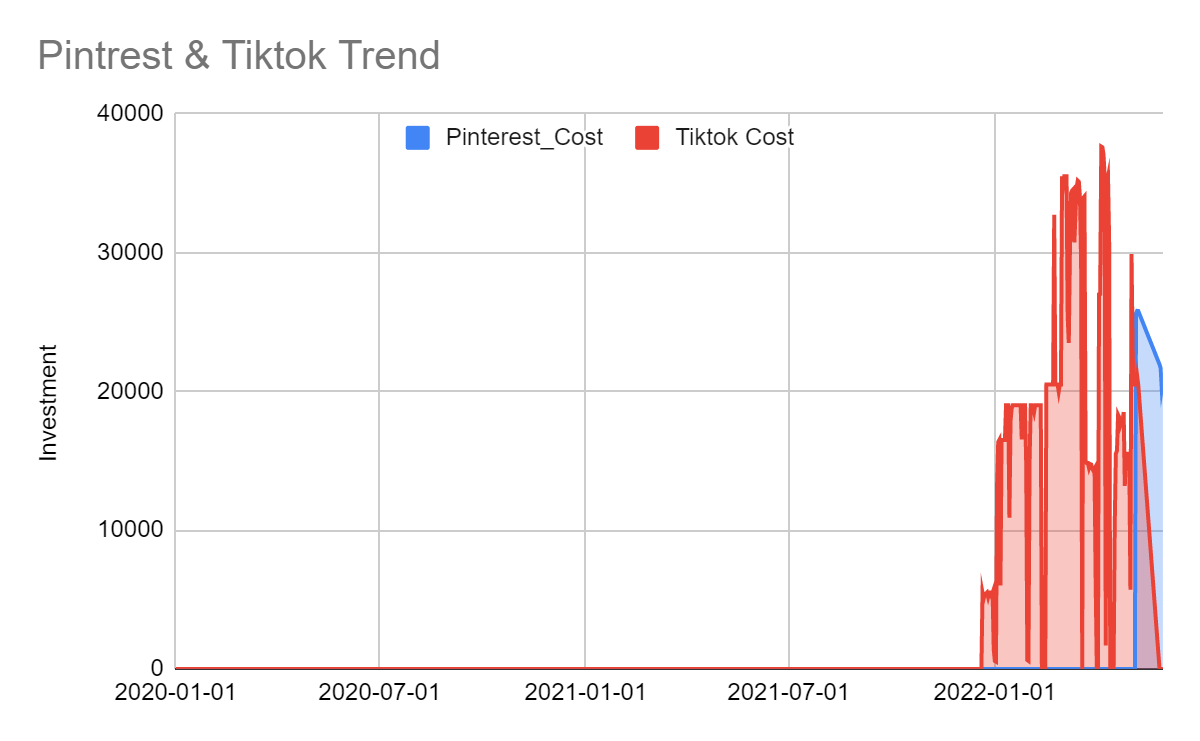 Pintrest & Tiktok Trend
40000
Pinterest_Cost
Tiktok Cost
30000
20000
10000
0
Investment
2020-01-01
2020-07-01
2021-01-01
2021-07-01
2022-01-01